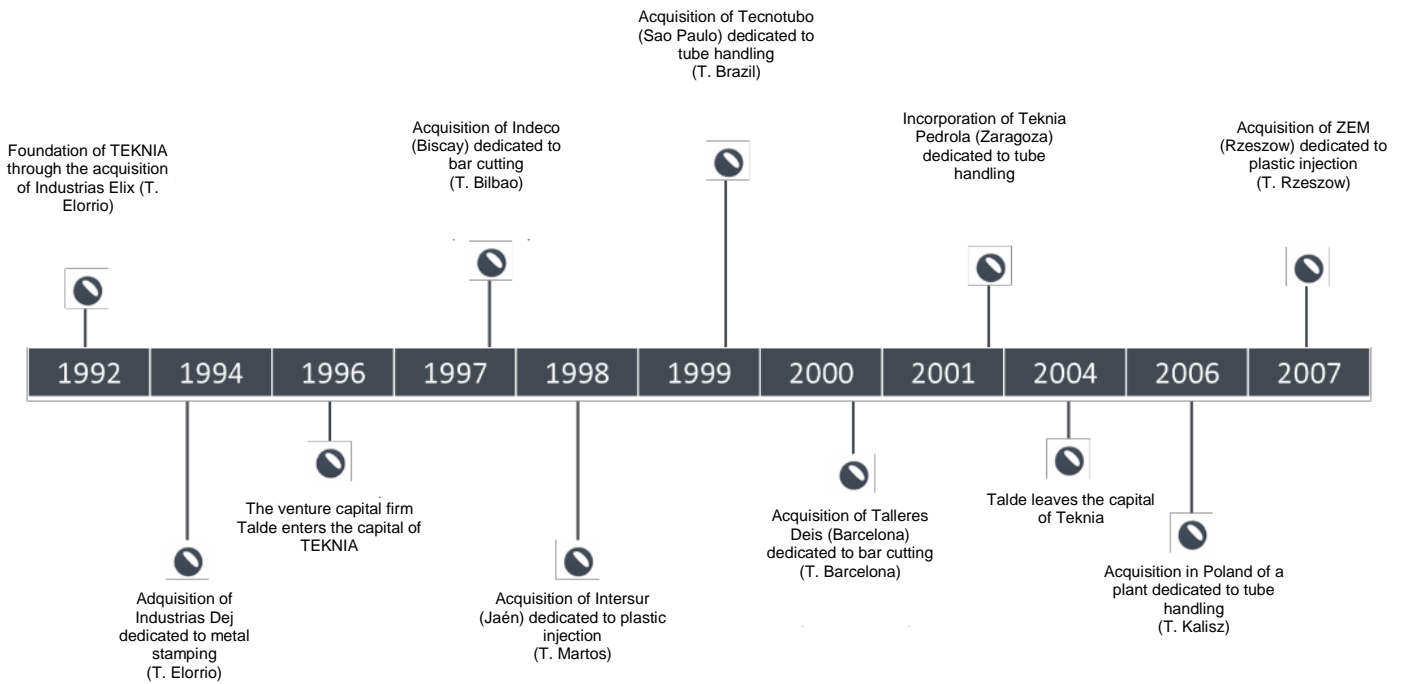 Acquisition of Tecnotubo
(Sao Paulo) dedicated to
tube handling
(T. Brazil)
Foundation of TEKNIA
through the acquisition
of Industrias Elix (T.
Elorrio)
Acquisition of Indeco
(Biscay) dedicated to
bar cutting
(T. Bilbao)
Incorporation of Teknia
Pedrola (Zaragoza)
dedicated to tube
handling
Acquisition of ZEM
(Rzeszow) dedicated to
plastic injection
(T. Rzeszow)
1992 1994 1996 1997 1998 1999 2000 2001 2004 2006 2007
Adquisition of
Industrias Dej
dedicated to metal
stamping
(T. Elorrio)
The venture capital firm
Talde enters the capital of
TEKNIA
Acquisition of Intersur
(Jaén) dedicated to plastic
injection
(T. Martos)
Acquisition of Talleres
Deis (Barcelona)
dedicated to bar cutting
(T. Barcelona)
Talde leaves the capital
of Teknia
Acquisition in Poland of a
plant dedicated to tube
handling
(T. Kalisz)